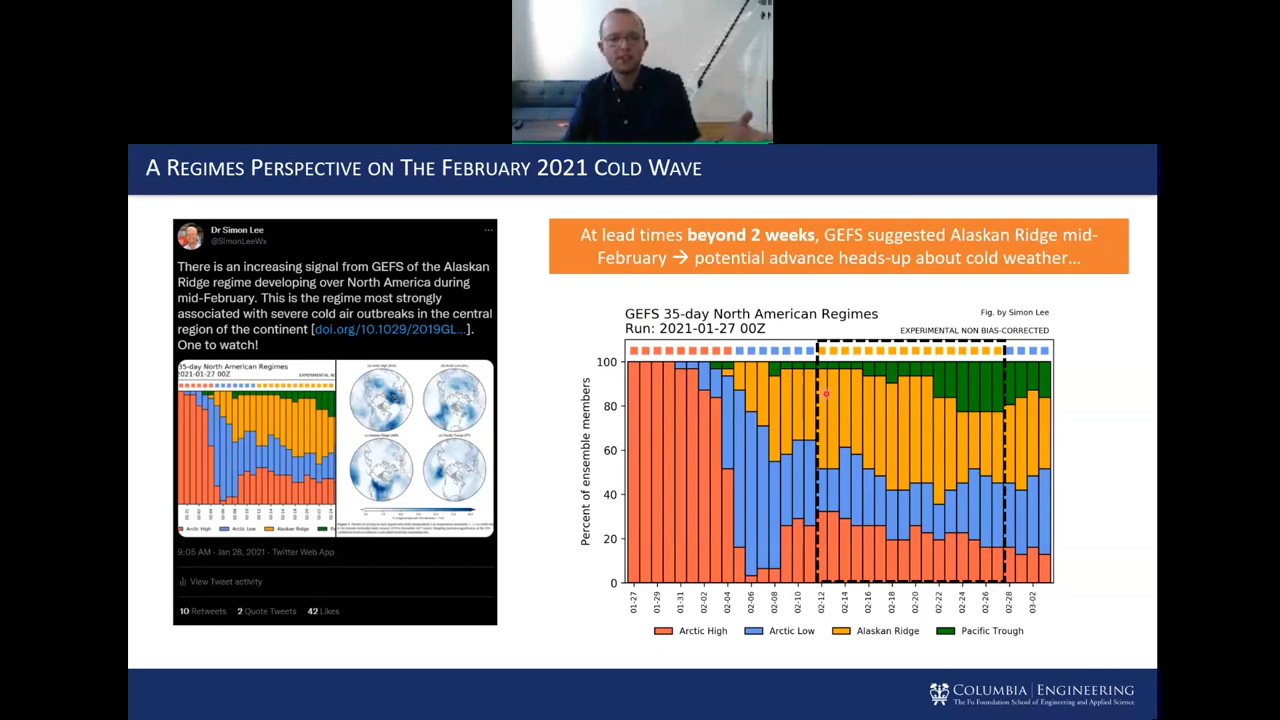 A REGIMES PERSPECTIVE ON THE FEBRUARY 2021 COLD WAVE
Dr Simon Lee
@SimonLeeWx
There is an increasing signal from GEFS of the Alaskan
Ridge regime developing over North America during
mid-February. This is the regime most strongly
associated with severe cold air outbreaks in the central
region of the continent [doi.org/10.1029/2019GL...].
One to watch!
35-day North American Regimes
2021-01-27 00Z
Arctic High Arctic Low Alaskan Ridge
9:05 AM · Jan 28, 2021 · Twitter Web App
View Tweet activity
10 Retweets 2 Quote Tweets 42 Likes
At lead times beyond 2 weeks, GEFS suggested Alaskan Ridge mid-
February → potential advance heads-up about cold weather...
GEFS 35-day North American Regimes
Fig. by Simon Lee
Run: 2021-01-27 00Z
EXPERIMENTAL NON BIAS-CORRECTED
Percent of ensemble members
100
80
60
40
20
0
01-27 01-29 01-31 02-02 02-04 02-06 02-08 02-10 02-12 02-14 02-16 02-18 02-20 02-22 02-24 02-26 02-28 03-02
Arctic High Arctic Low Alaskan Ridge Pacific Trough
COLUMBIA | ENGINEERING
The Fu Foundation School of Engineering and Applied Science